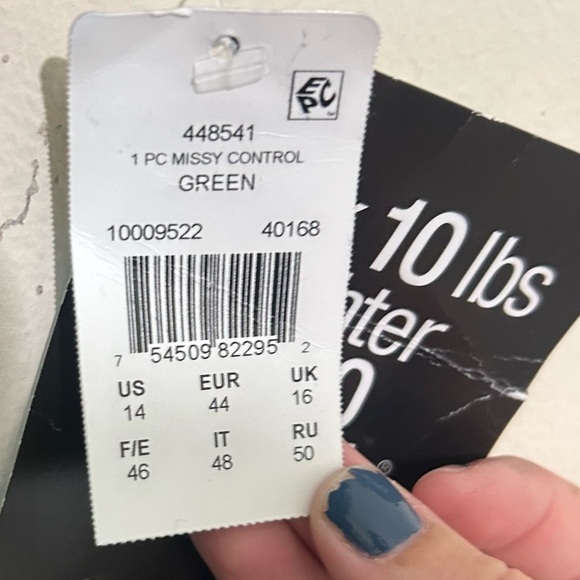 EPC
448541
1 PC MISSY CONTROL
GREEN
10009522 40168
7 54509 82295 2
US EUR UK
14 44 16
F/E IT RU
46 48 50
10 lbs
nter
0
®